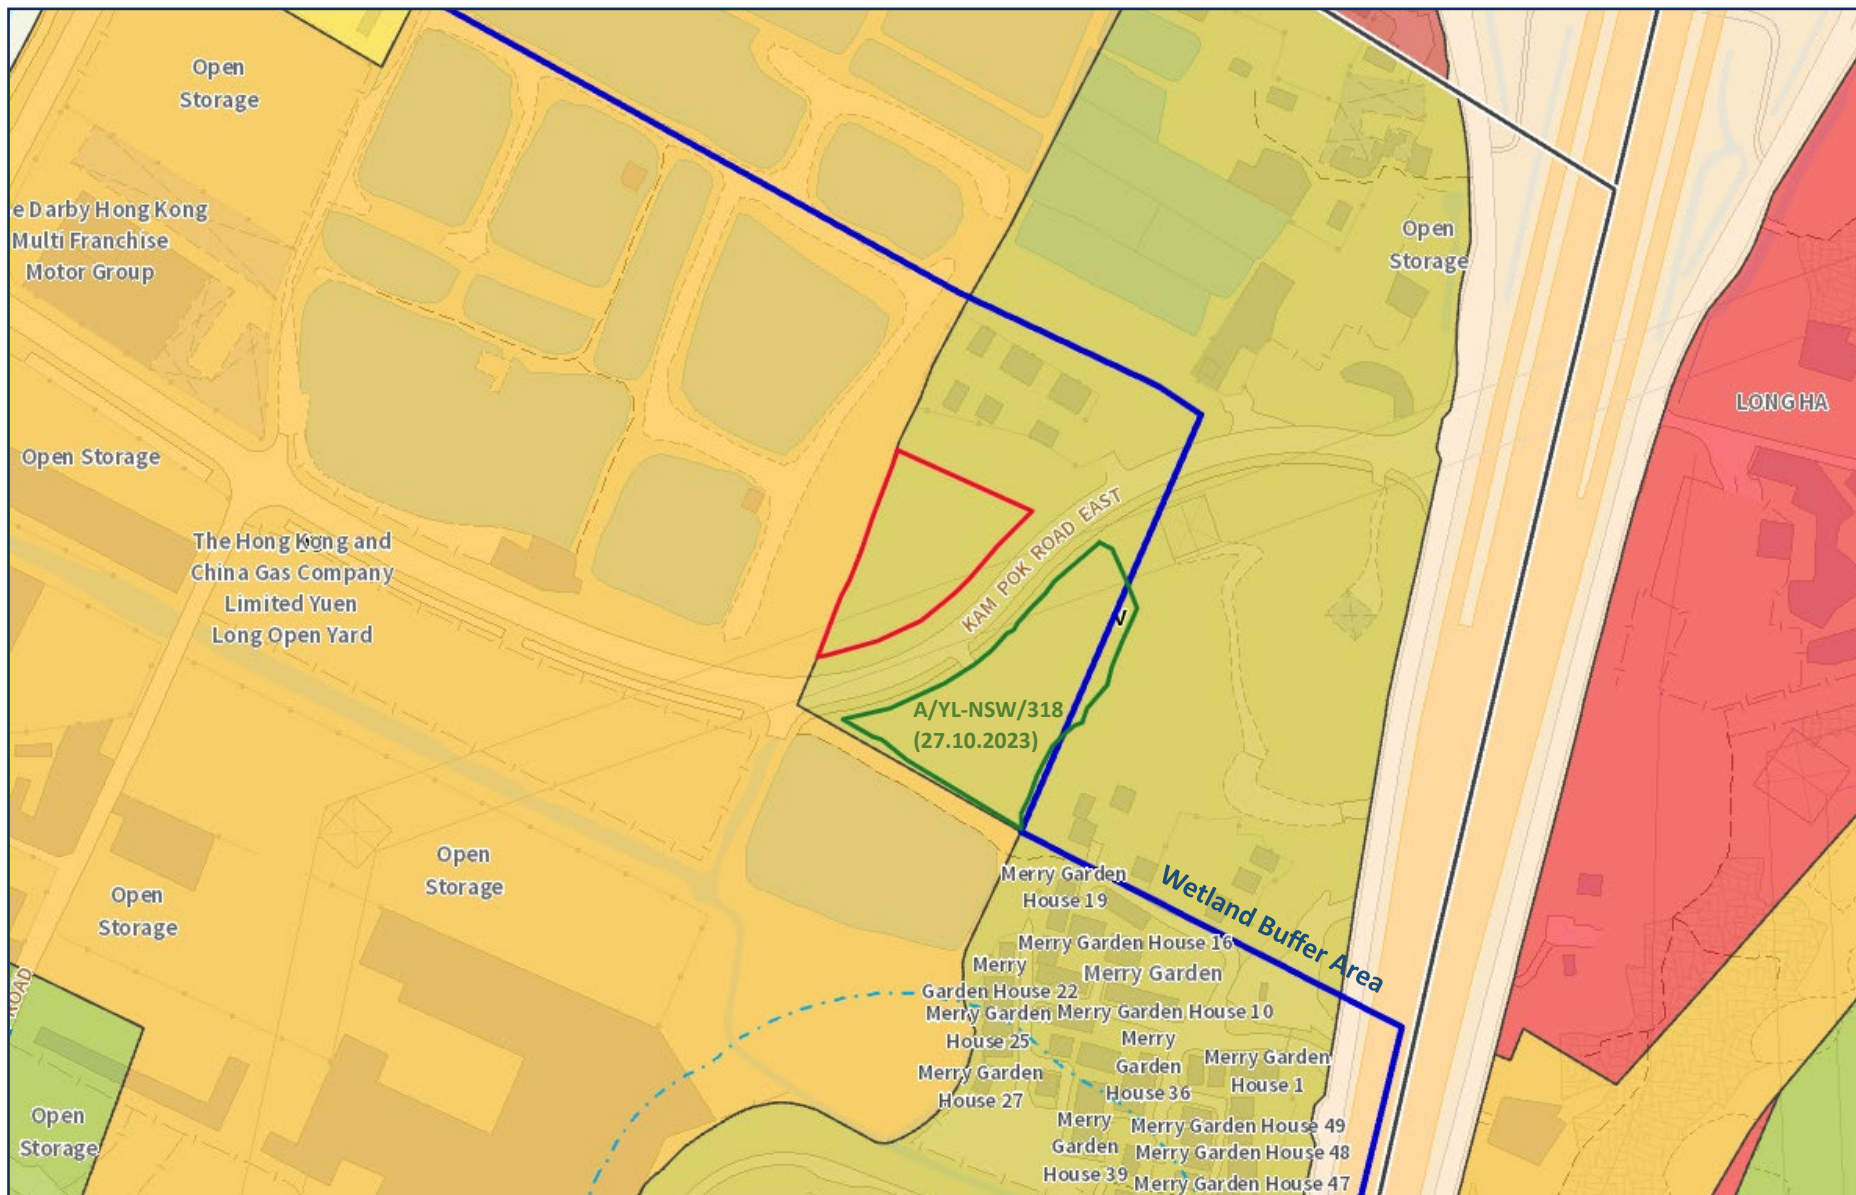 Open
Storage
e Darby Hong Kong
Multi Franchise
Motor Group
Open
Storage
LONG HA
Open Storage
The Hong Kong and
China Gas Company
Limited Yuen
Long Open Yard
KAM POK ROAD EAST
V
A/YL-NSW/318
(27.10.2023)
Open
Storage
Open
Storage
Merry Garden
House 19
Wetland Buffer Area
Merry Garden House 16
Merry
Garden House 22
Merry Garden
Merry Garden
House 25
Merry Garden House 10
Merry
Garden
House 36
Merry Garden
House 1
Merry Garden
House 27
ROAD
Open
Storage
Merry
Garden
House 39
Merry Garden House 49
Merry Garden House 48
Merry Garden House 47